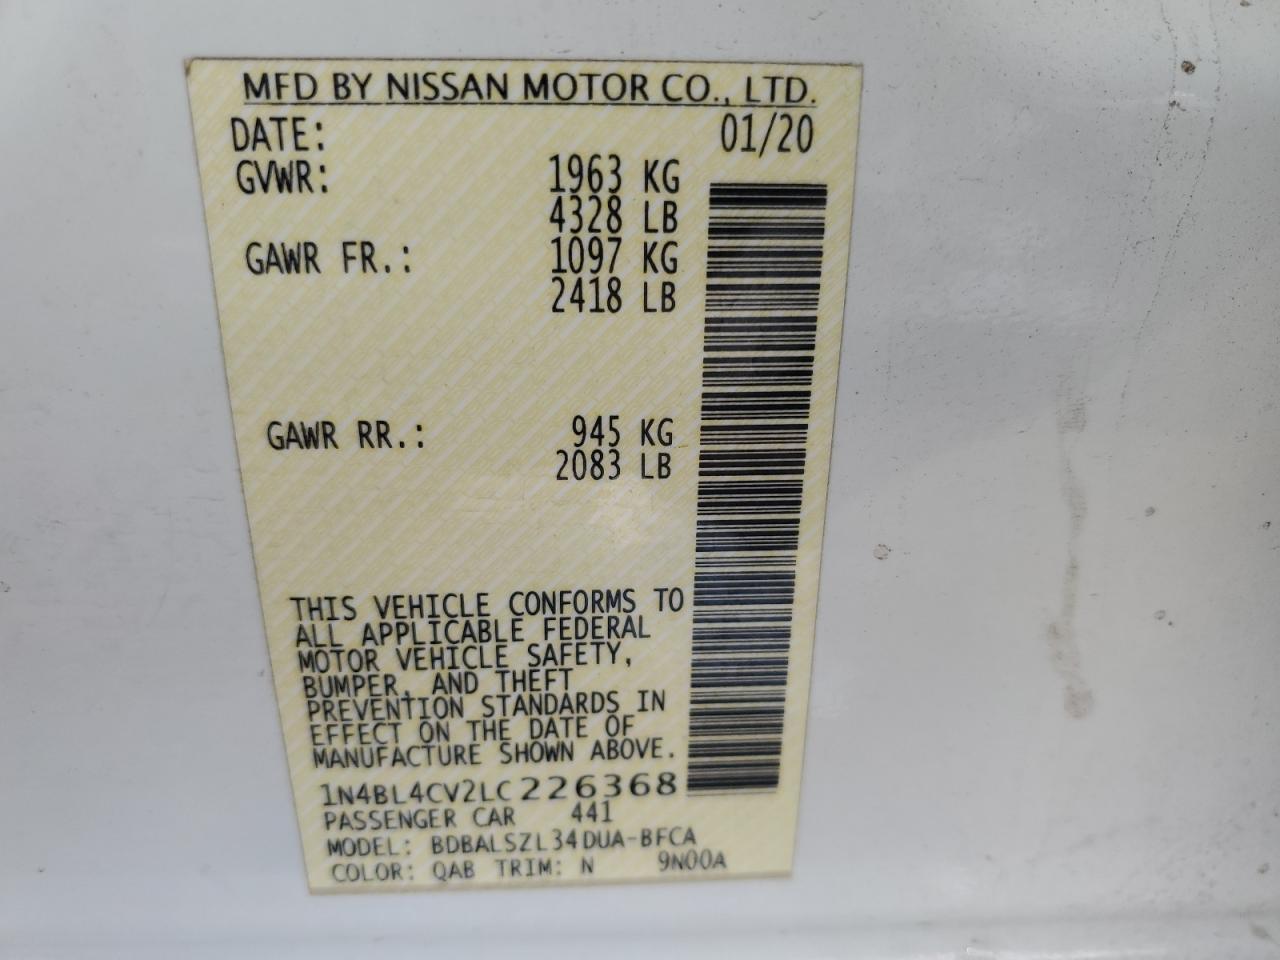 MFD BY NISSAN MOTOR CO., LTD.
DATE: 01/20
GVWR: 1963 KG
4328 LB
GAWR FR.: 1097 KG
2418 LB
GAWR RR.: 945 KG
2083 LB
THIS VEHICLE CONFORMS TO
ALL APPLICABLE FEDERAL
MOTOR VEHICLE SAFETY,
BUMPER, AND THEFT
PREVENTION STANDARDS IN
EFFECT ON THE DATE OF
MANUFACTURE SHOWN ABOVE.
1N4BL4CV2LC226368
PASSENGER CAR 441
MODEL: BDBALSZL34DUA-BFCA
COLOR: QAB TRIM: N 9N00A